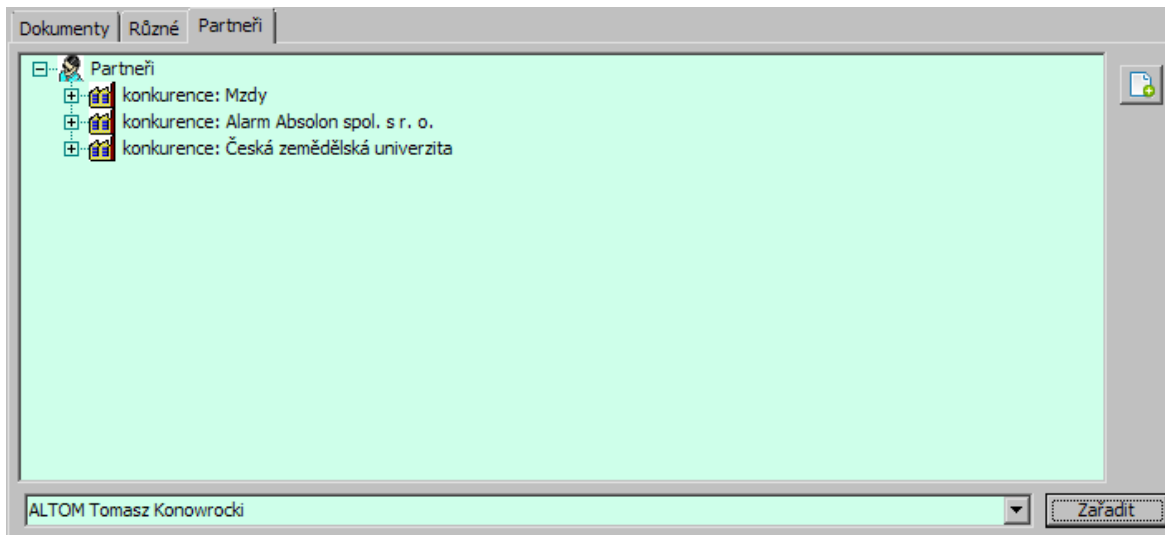 Dokumenty Různé Partneři
Partneři
konkurence: Mzdy
konkurence: Alarm Absolon spol. s r. o.
konkurence: Česká zemědělská univerzita
ALTOM Tomasz Konowrocki Zařadit